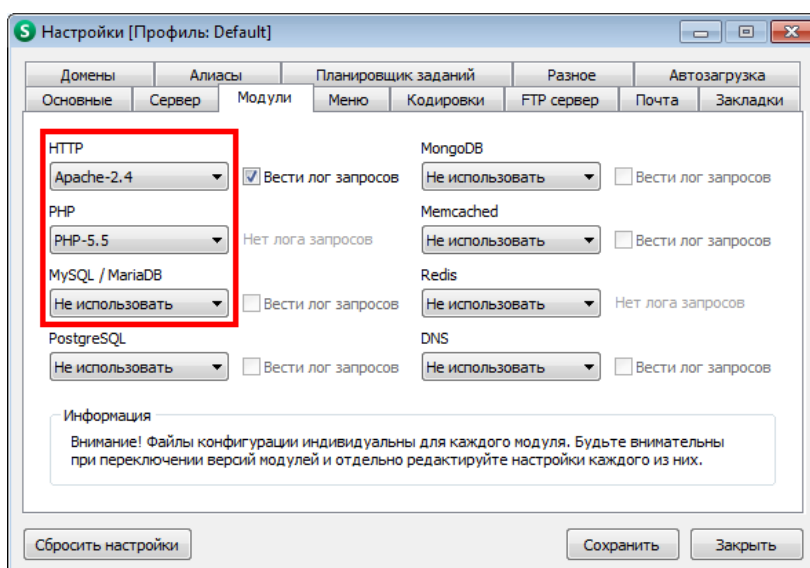 S Настройки [Профиль: Default]
Домены Алиасы Планировщик заданий Разное Автозагрузка
Основные Сервер Модули Меню Кодировки FTP сервер Почта Закладки
HTTP MongoDB
Apache-2.4 Вести лог запросов Не использовать Вести лог запросов
PHP Memcached
PHP-5.5 Нет лога запросов Не использовать Вести лог запросов
MySQL / MariaDB Redis
Не использовать Вести лог запросов Не использовать Нет лога запросов
PostgreSQL DNS
Не использовать Вести лог запросов Не использовать Вести лог запросов
Информация
Внимание! Файлы конфигурации индивидуальны для каждого модуля. Будьте внимательны
при переключении версий модулей и отдельно редактируйте настройки каждого из них.
Сбросить настройки Сохранить Закрыть